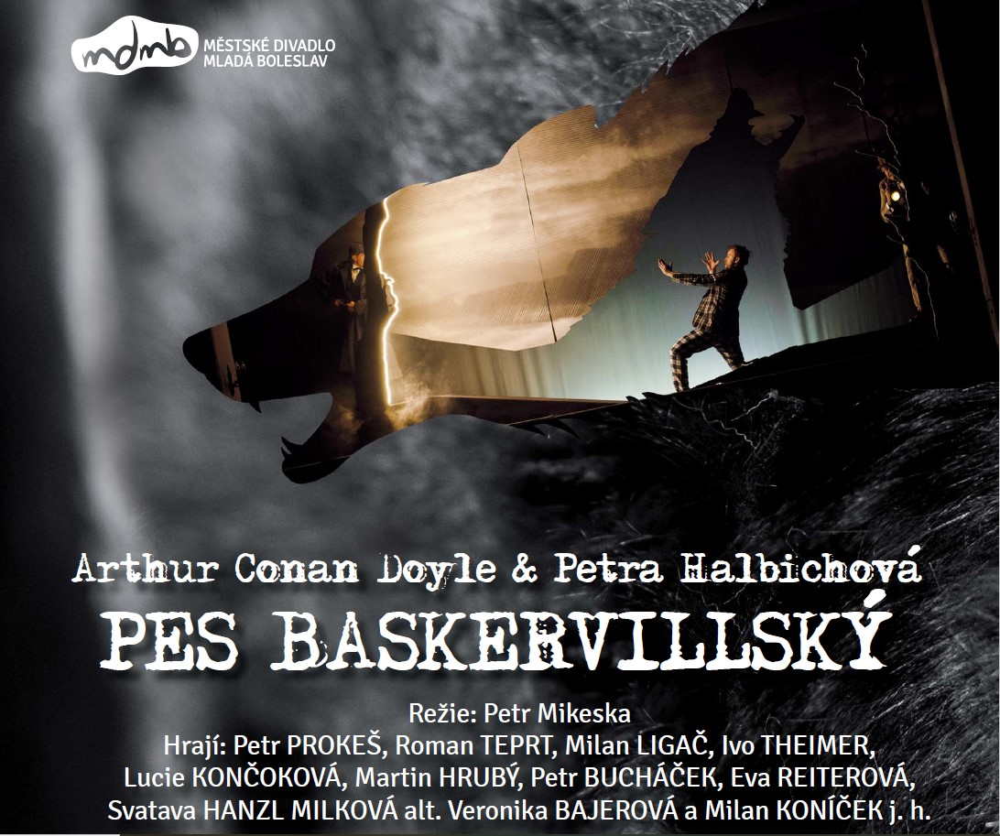 mdmb
MĚSTSKÉ DIVADLO
MLADÁ BOLESLAV
Arthur Conan Doyle & Petra Halbichová
PES BASKERVILLSKÝ
Režie: Petr Mikeska
Hrají: Petr PROKEŠ, Roman TEPRT, Milan LIGAČ, Ivo THEIMER,
Lucie KONČOKOVÁ, Martin HRUBÝ, Petr BUCHÁČEK, Eva REITEROVÁ,
Svatava HANZL MILKOVÁ alt. Veronika BAJEROVÁ a Milan KONÍČEK j. h.